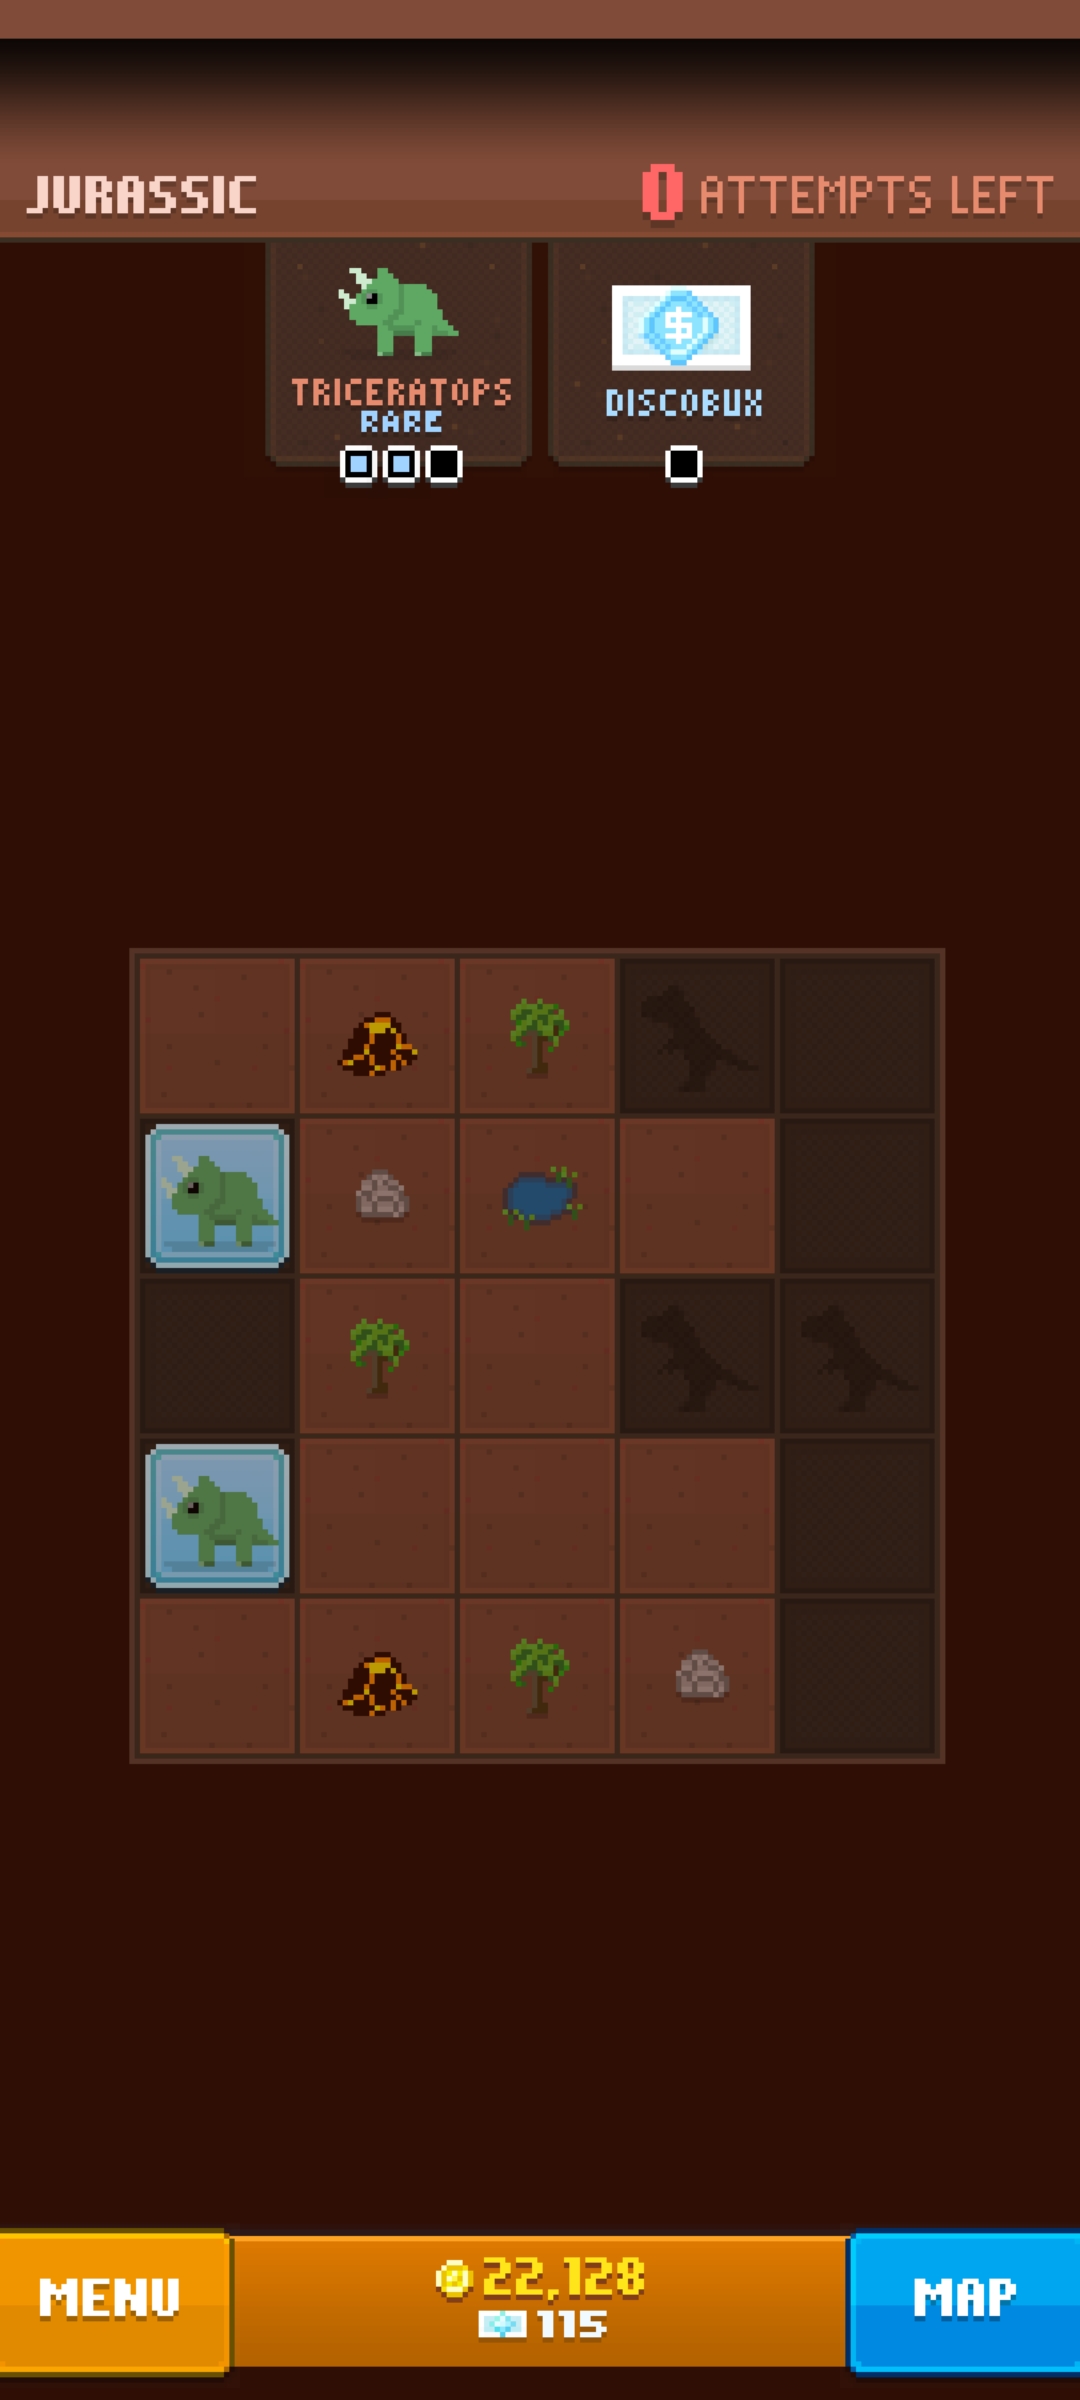 JURASSIC
0 ATTEMPTS LEFT
TRICERATOPS
RARE
$
DISCOBUX
MENU
22,128
115
MAP